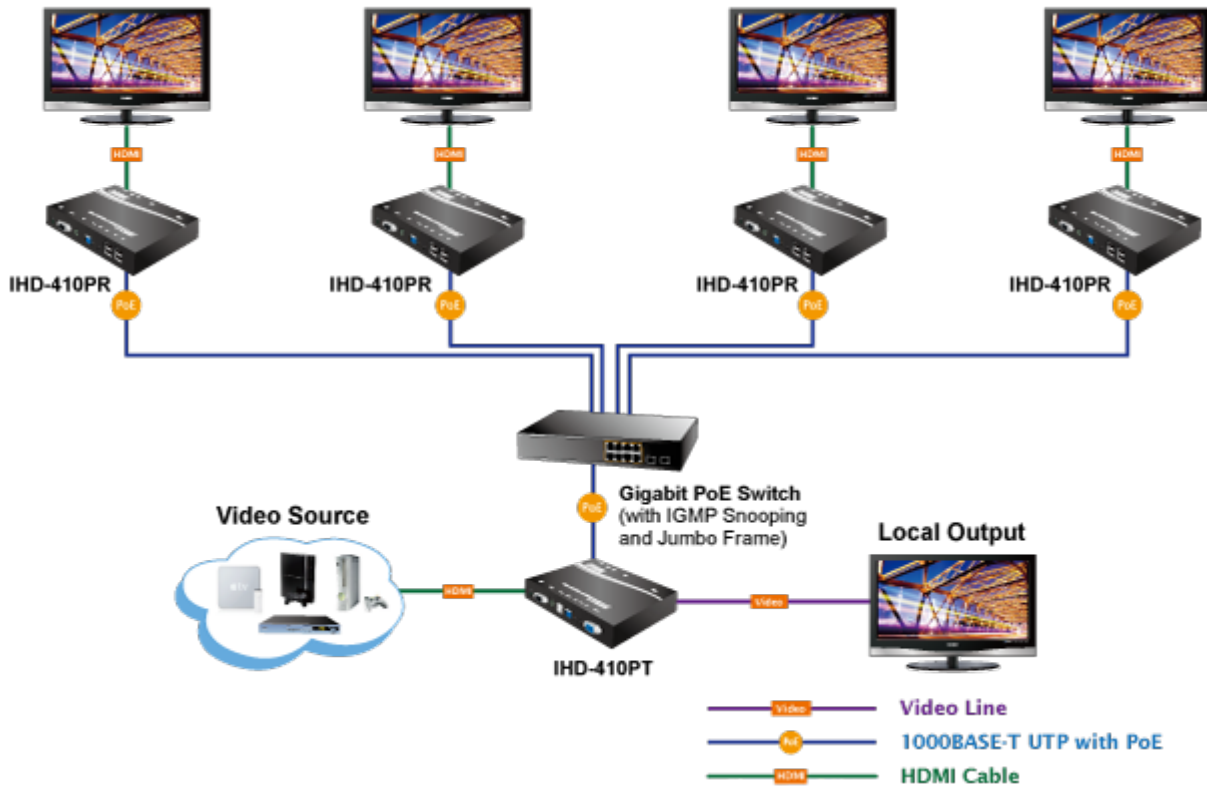 HDMI
HDMI
HDMI
HDMI
IHD-410PR
IHD-410PR
IHD-410PR
IHD-410PR
PoE
PoE
PoE
PoE
PoE
Gigabit PoE Switch
(with IGMP Snooping
and Jumbo Frame)
Video Source
Local Output
tv
HDMI
Video
IHD-410PT
Video
Video Line
PoE
1000BASE-T UTP with PoE
HDMI
HDMI Cable